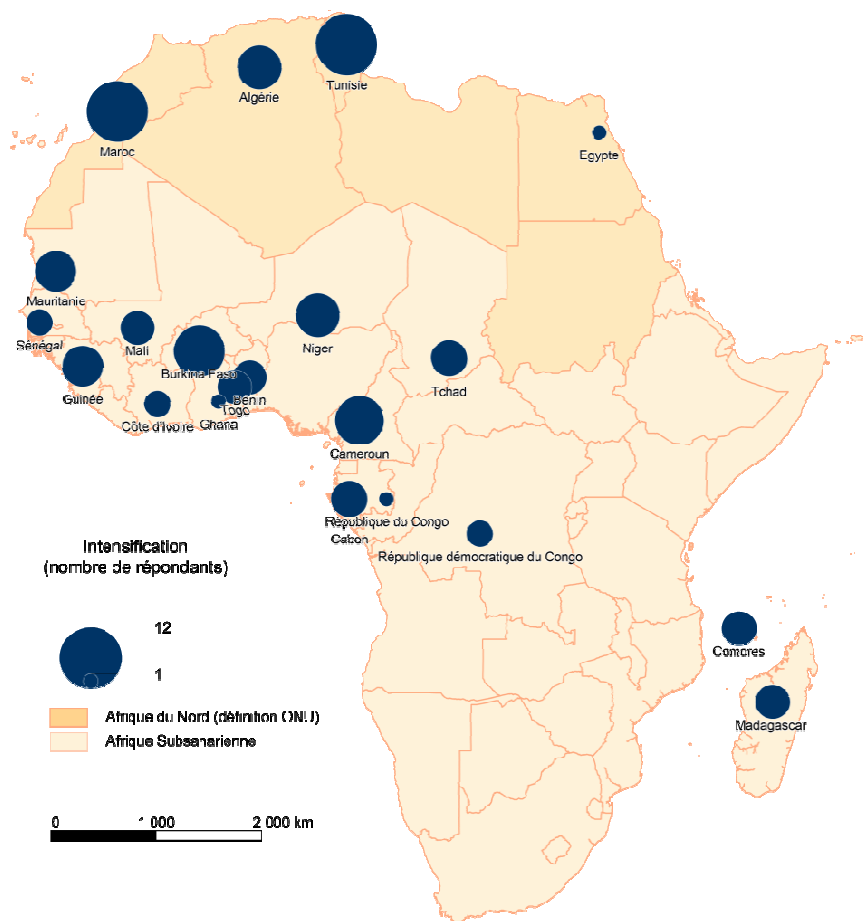 Tunisie
Algérie
Maroc
Egypte
Mauritanie
Sénégal
Mali
Niger
Burkina Faso
Tchad
Guinée
Bénin
Togo
Côte d'Ivoire
Ghana
Cameroun
République du Congo
Gabon
République démocratique du Congo
Intensification
(nombre de répondants)
12
1
Comores
Madagascar
Afrique du Nord (définition ONU)
Afrique Subsaharienne
0 1 000 2 000 km